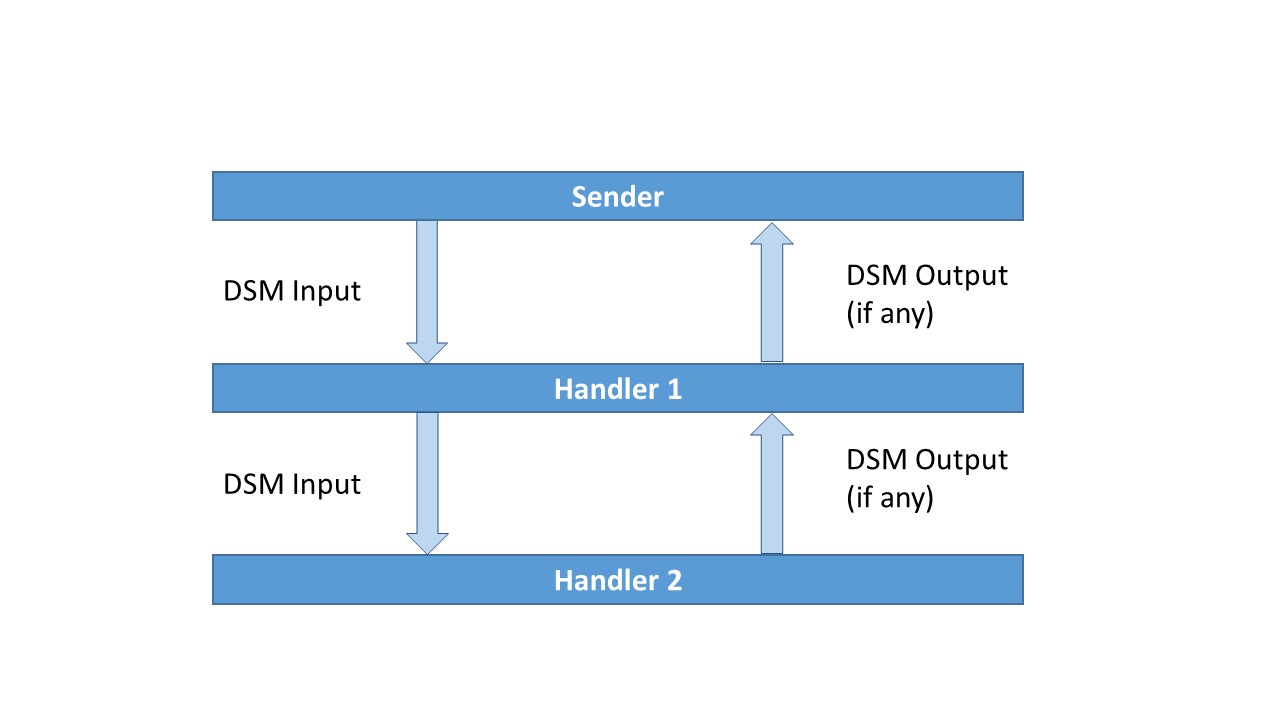 Sender
DSM Input
DSM Output
(if any)
Handler 1
DSM Input
DSM Output
(if any)
Handler 2